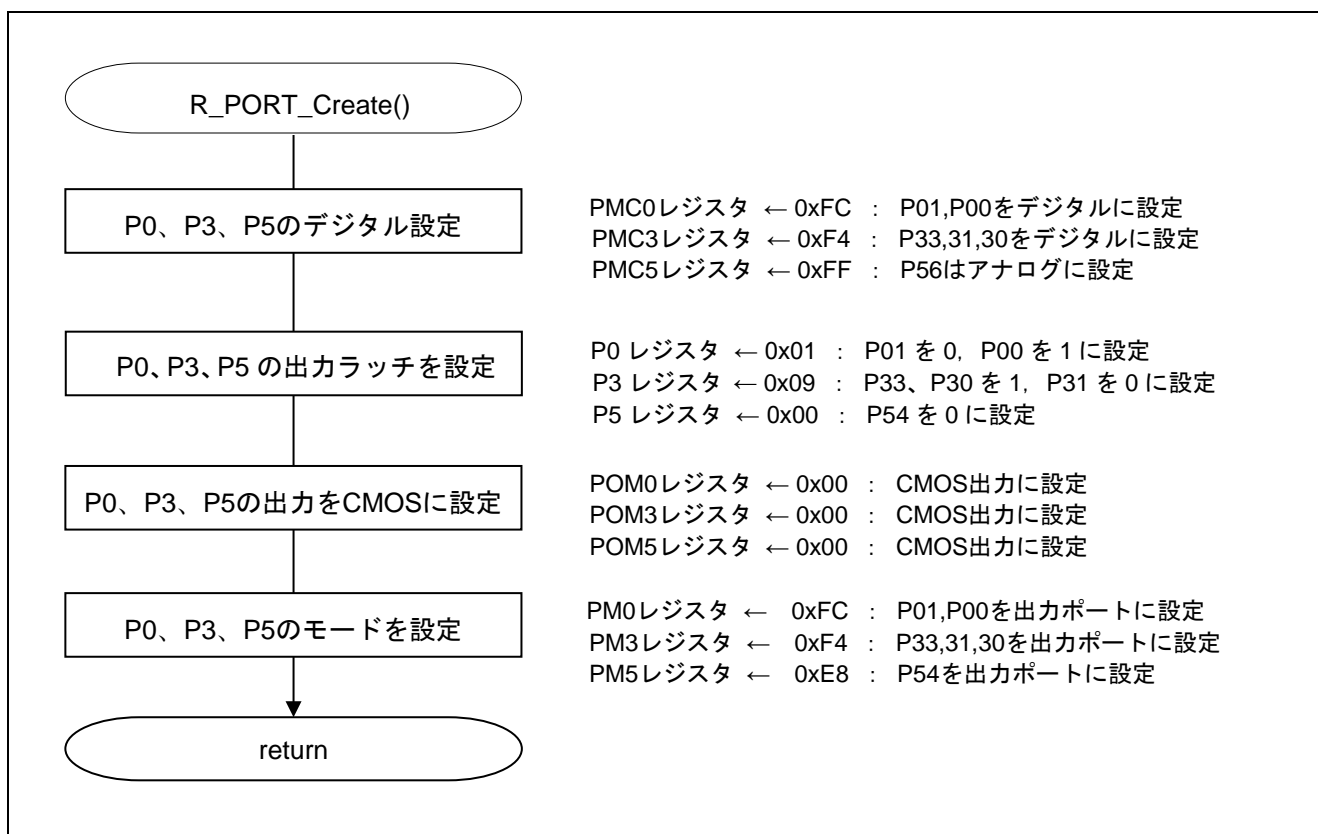 R_PORT_Create()
P0、P3、P5のデジタル設定
PMC0レジスタ ← 0xFC : P01,P00をデジタルに設定
PMC3レジスタ ← 0xF4 : P33,31,30をデジタルに設定
PMC5レジスタ ← 0xFF : P56はアナログに設定
P0、P3、P5 の出力ラッチを設定
P0 レジスタ ← 0x01 : P01 を 0, P00 を 1 に設定
P3 レジスタ ← 0x09 : P33、P30 を 1, P31 を 0 に設定
P5 レジスタ ← 0x00 : P54 を 0 に設定
P0、P3、P5の出力をCMOSに設定
POM0レジスタ ← 0x00 : CMOS出力に設定
POM3レジスタ ← 0x00 : CMOS出力に設定
POM5レジスタ ← 0x00 : CMOS出力に設定
P0、P3、P5のモードを設定
PM0レジスタ ← 0xFC : P01,P00を出力ポートに設定
PM3レジスタ ← 0xF4 : P33,31,30を出力ポートに設定
PM5レジスタ ← 0xE8 : P54を出力ポートに設定
return